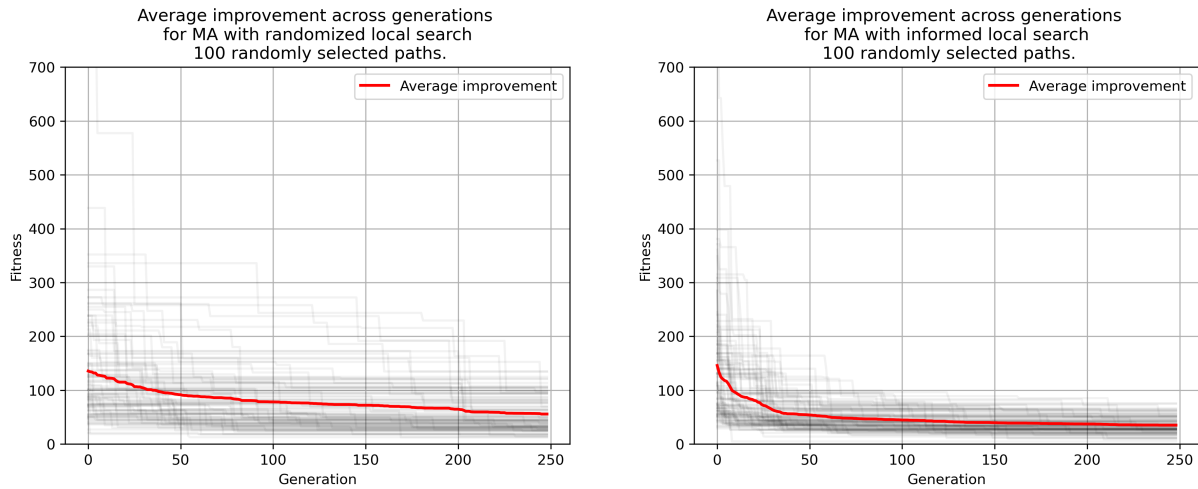 Average improvement across generations
for MA with randomized local search
100 randomly selected paths.
700
600
500
400
300
200
100
0
Fitness
Average improvement
0
50
100
150
200
250
Generation
Average improvement across generations
for MA with informed local search
100 randomly selected paths.
700
600
500
400
300
200
100
0
Fitness
Average improvement
0
50
100
150
200
250
Generation